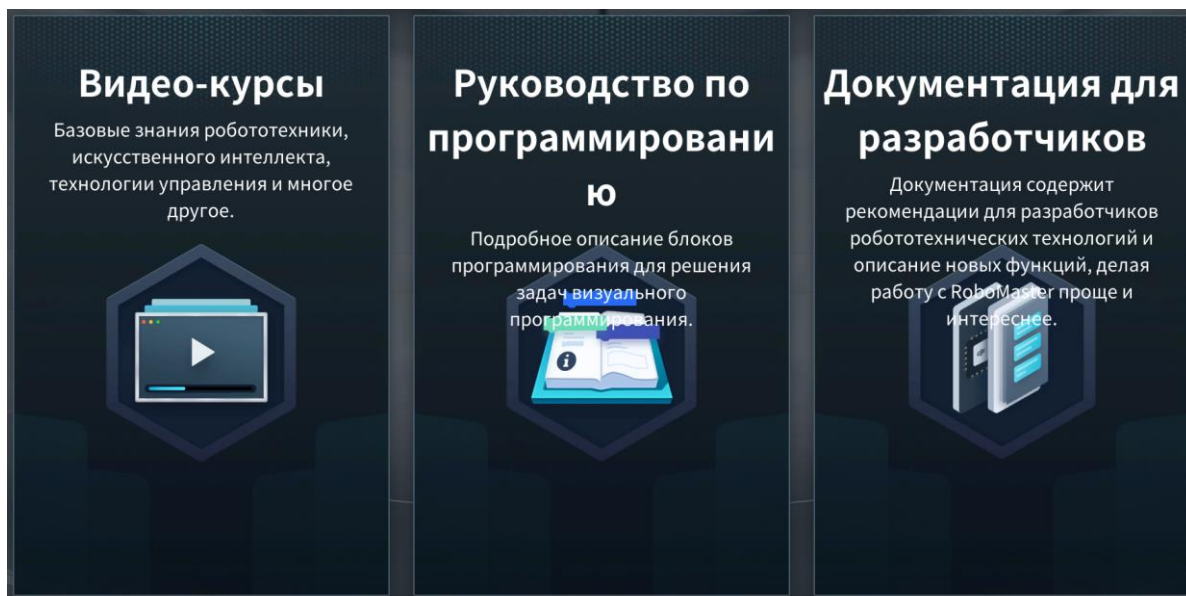 Видео-курсы
Базовые знания робототехники,
искусственного интеллекта,
технологии управления и многое
другое.
Руководство по
программировани
ю
Подробное описание блоков
программирования для решения
задач визуального
программирования.
Документация для
разработчиков
Документация содержит
рекомендации для разработчиков
робототехнических технологий и
описание новых функций, делая
работу с RoboMaster проще и
интереснее.